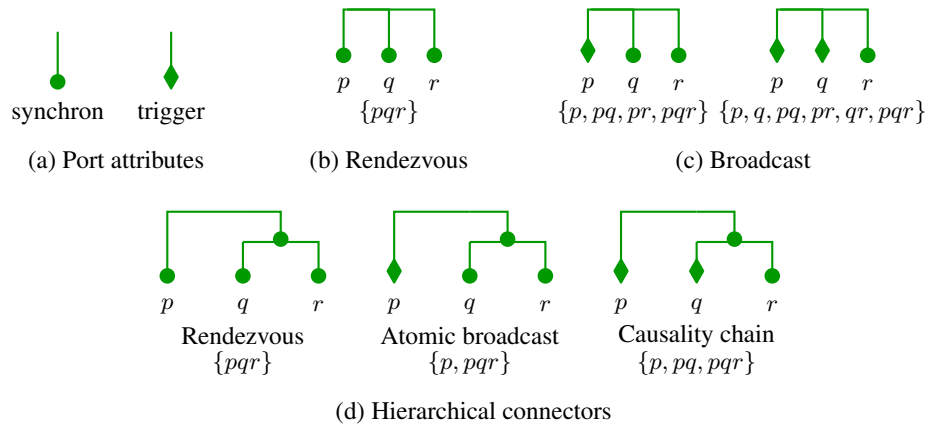 synchron trigger
(a) Port attributes
p q r
{pqr}
(b) Rendezvous
p q r p q r
{p, pq, pr, pqr} {p, q, pq, pr, qr, pqr}
(c) Broadcast
p q r p q r p q r
Rendezvous Atomic broadcast Causality chain
{pqr} {p, pqr} {p, pq, pqr}
(d) Hierarchical connectors